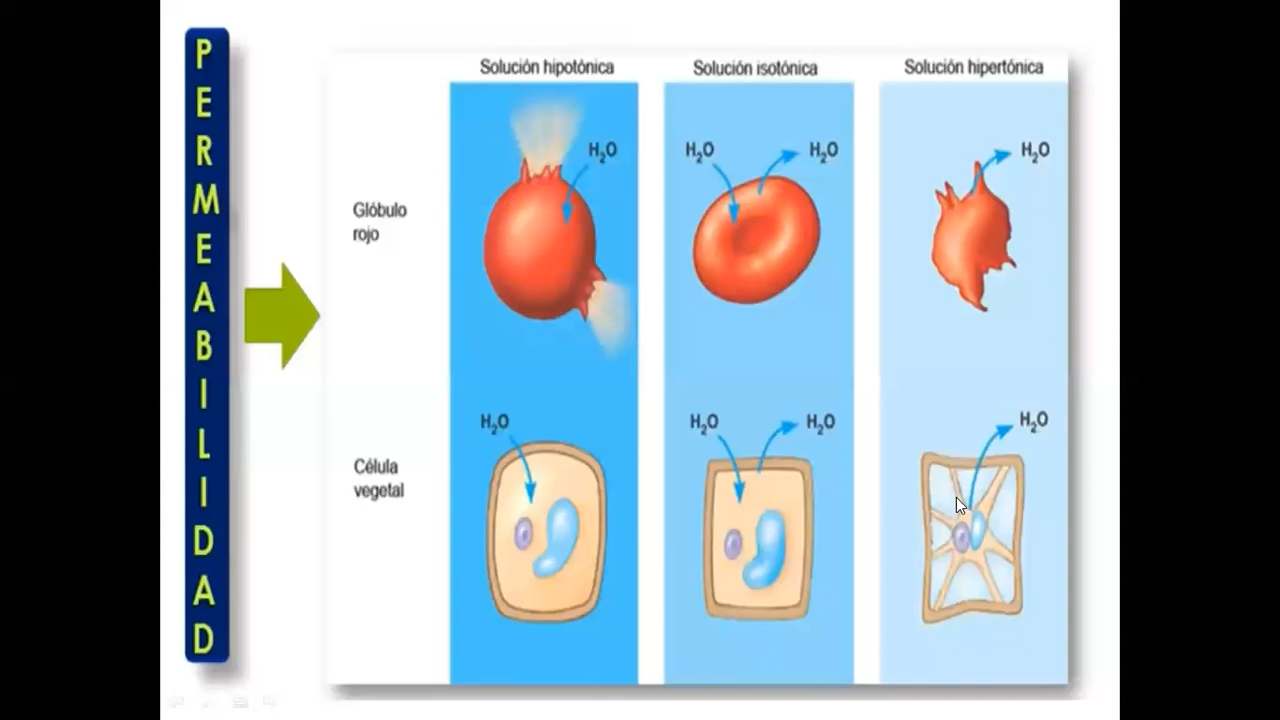 PERMEABILIDAD
Solución hipotónica
Solución isotónica
Solución hipertónica
Glóbulo
rojo
H₂O
H₂O
H₂O
H₂O
Célula
vegetal
H₂O
H₂O
H₂O
H₂O